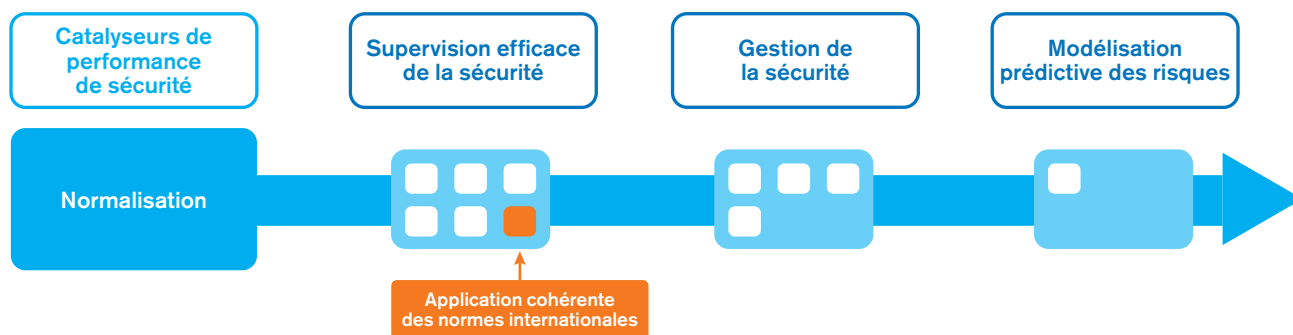 Catalyseurs de
performance
de sécurité
Supervision efficace
de la sécurité
Gestion de
la sécurité
Modélisation
prédictive des risques
Normalisation
Application cohérente
des normes internationales